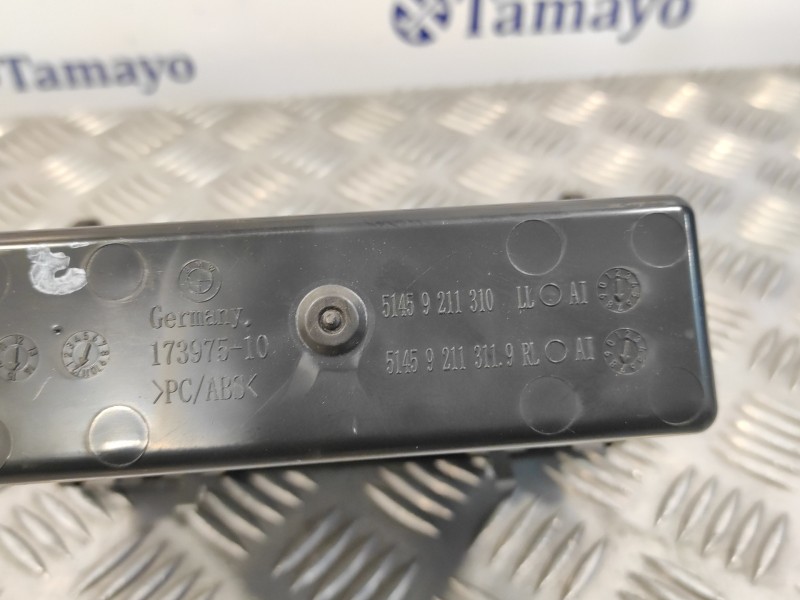 Tamayo
Tamayo
Germany.
173975-10
>PC/ABS<
5145 9 211 310 LL AI
5145 9 211 311.9 RL AI